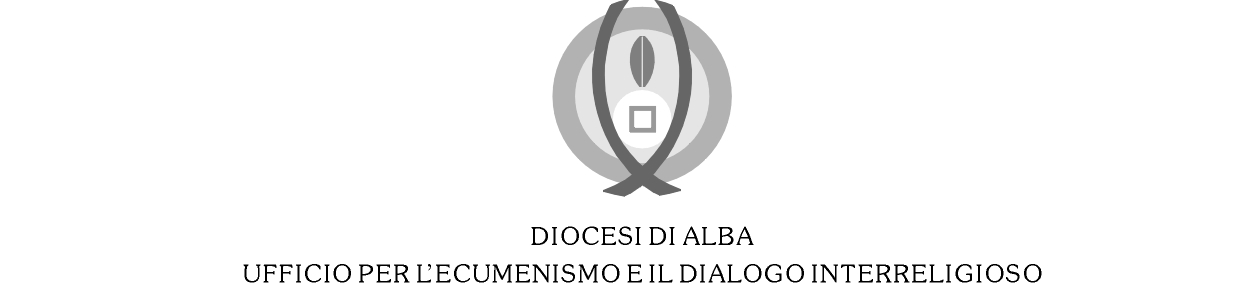 DIOCESI DI ALBA
UFFICIO PER L’ECUMENISMO E IL DIALOGO INTERRELIGIOSO